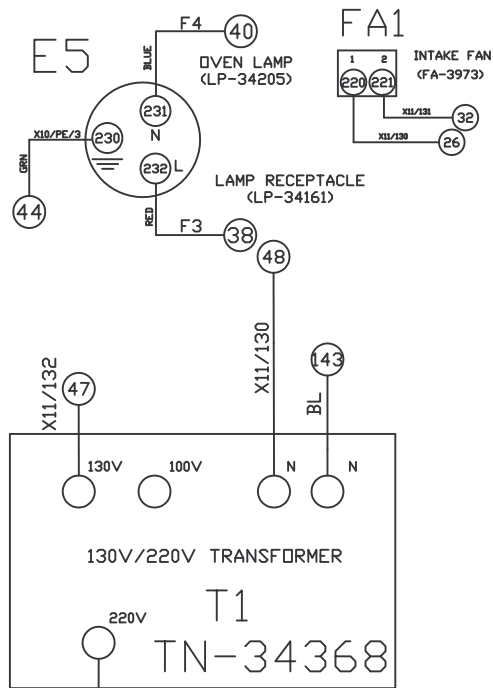 E5
F4
40
BLUE
OVEN LAMP
(LP-34205)
231
N
X10/PE/3
230
GRN
232
L
44
RED
F3
38
LAMP RECEPTACLE
(LP-34161)
FA1
1 2
220 221
INTAKE FAN
(FA-3973)
X11/131
32
X11/130
26
48
X11/130
143
BL
X11/132
47
130V
100V
N
N
130V/220V TRANSFORMER
T1
220V
TN-34368